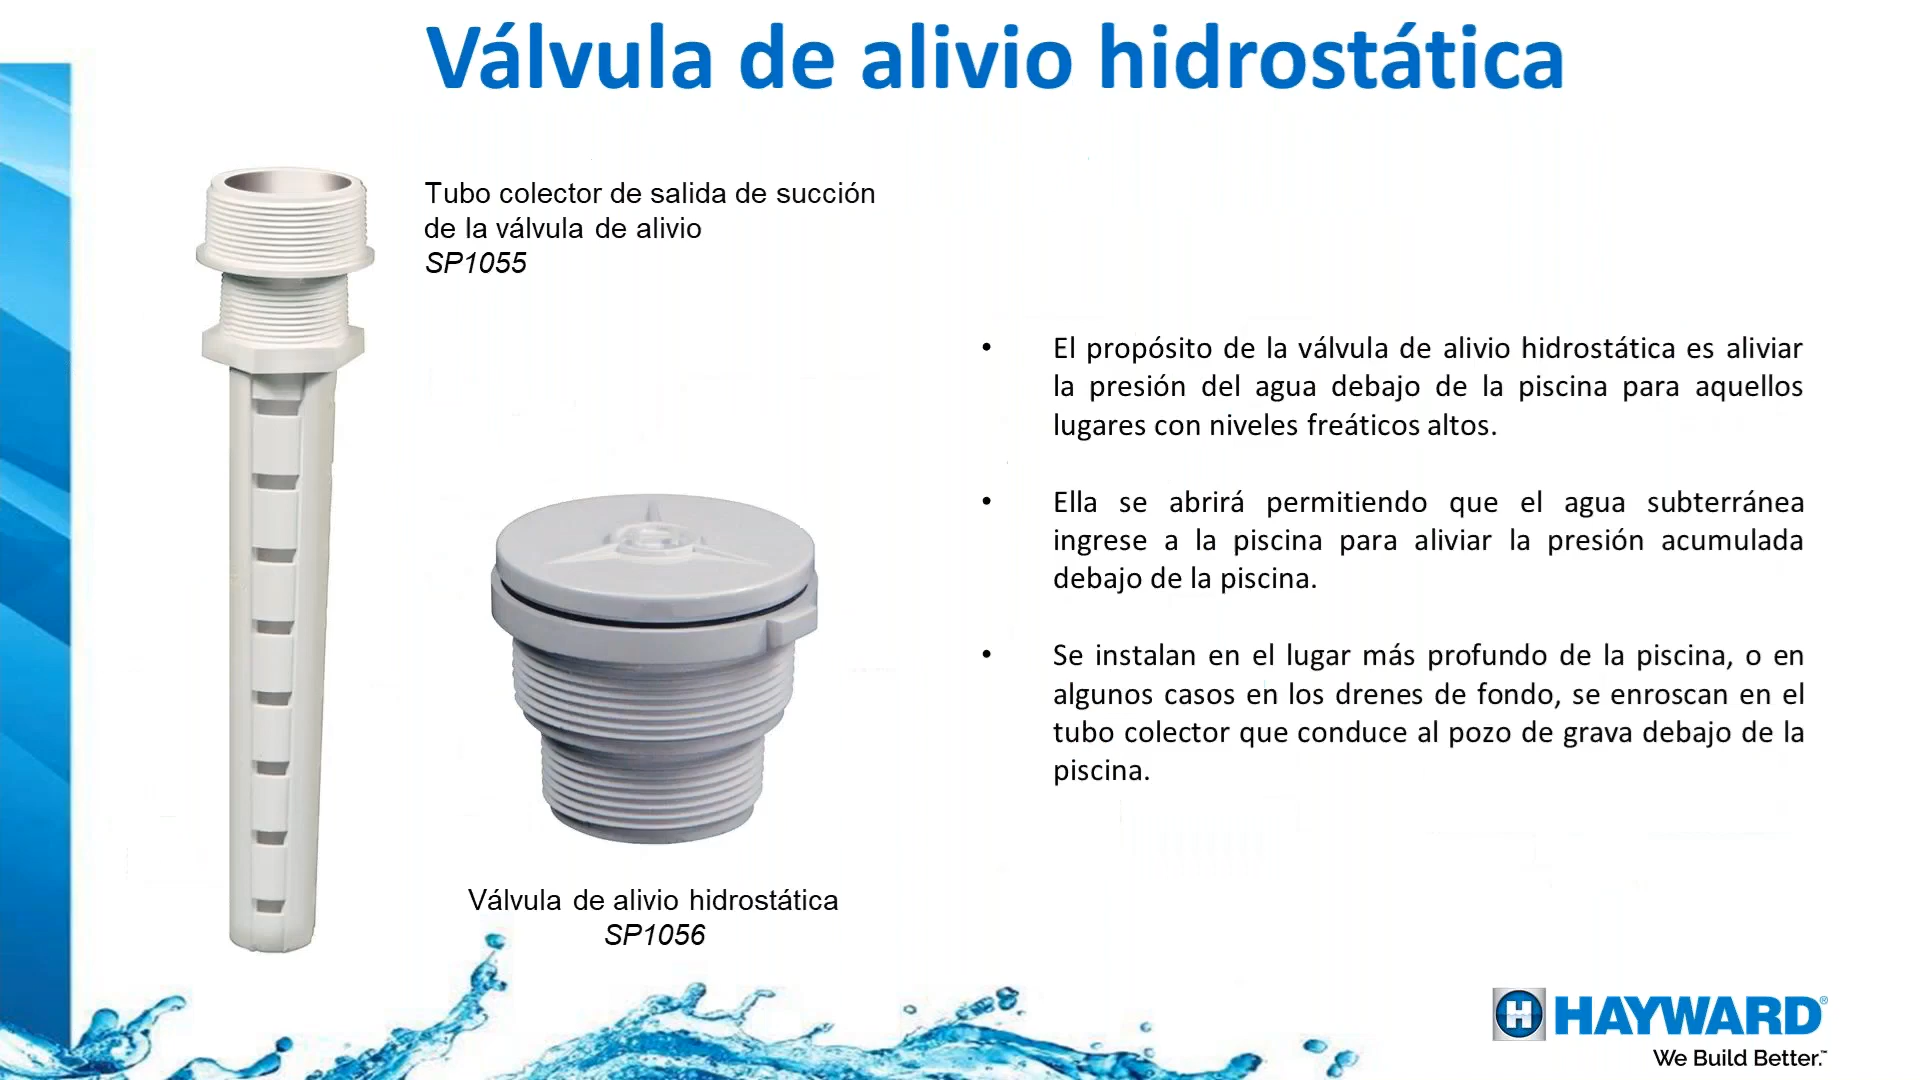 Válvula de alivio hidrostática
Tubo colector de salida de succión
de la válvula de alivio
SP1055
• El propósito de la válvula de alivio hidrostática es aliviar
la presión del agua debajo de la piscina para aquellos
lugares con niveles freáticos altos.
• Ella se abrirá permitiendo que el agua subterránea
ingrese a la piscina para aliviar la presión acumulada
debajo de la piscina.
• Se instalan en el lugar más profundo de la piscina, o en
algunos casos en los drenes de fondo, se enroscan en el
tubo colector que conduce al pozo de grava debajo de la
piscina.
Válvula de alivio hidrostática
SP1056
H HAYWARD®
We Build Better.™